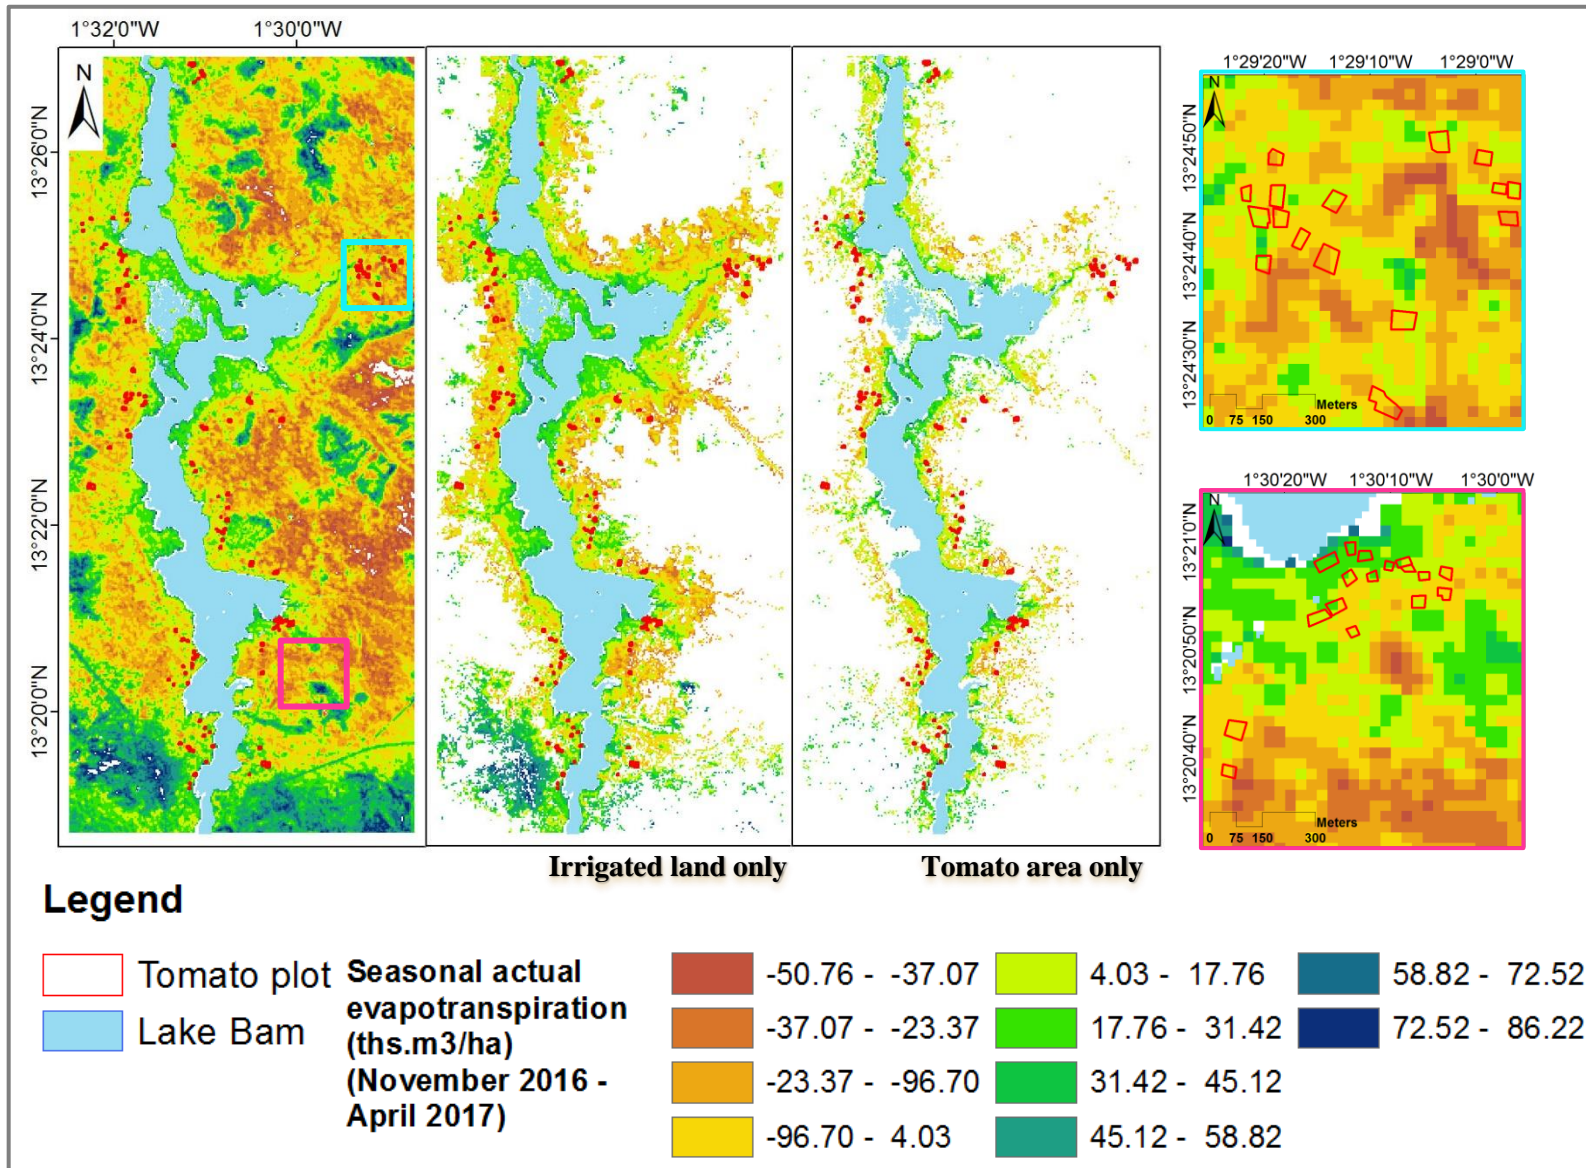 1°32'0"W
1°30'0"W
N
13°26'0"N
13°24'0"N
13°22'0"N
13°20'0"N
Irrigated land only
Tomato area only
1°29'20"W
1°29'10"W
1°29'0"W
N
13°24'50"N
13°24'40"N
13°24'30"N
0 75 150 300
Meters
1°30'20"W
1°30'10"W
1°30'0"W
N
13°21'0"N
13°20'50"N
13°20'40"N
0 75 150 300
Meters
Legend
Tomato plot
Lake Bam
Seasonal actual
evapotranspiration
(ths.m3/ha)
(November 2016 -
April 2017)
-50.76 - -37.07
-37.07 - -23.37
-23.37 - -96.70
-96.70 - 4.03
4.03 - 17.76
17.76 - 31.42
31.42 - 45.12
45.12 - 58.82
58.82 - 72.52
72.52 - 86.22